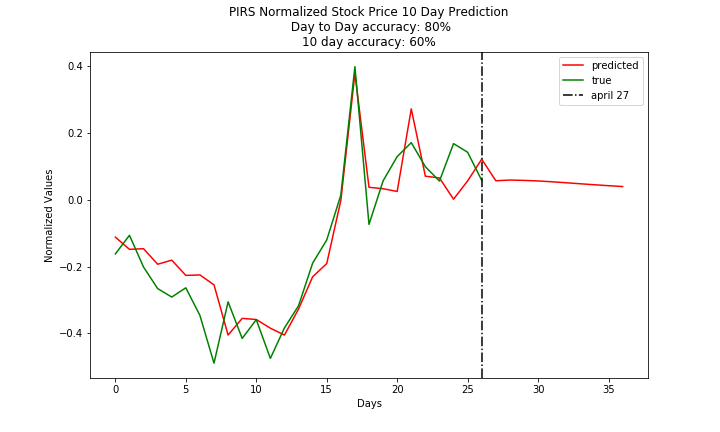 PIRS Normalized Stock Price 10 Day Prediction
Day to Day accuracy: 80%
10 day accuracy: 60%
predicted
true
april 27
0.4
0.2
0.0
−0.2
−0.4
Normalized Values
0 5 10 15 20 25 30 35
Days